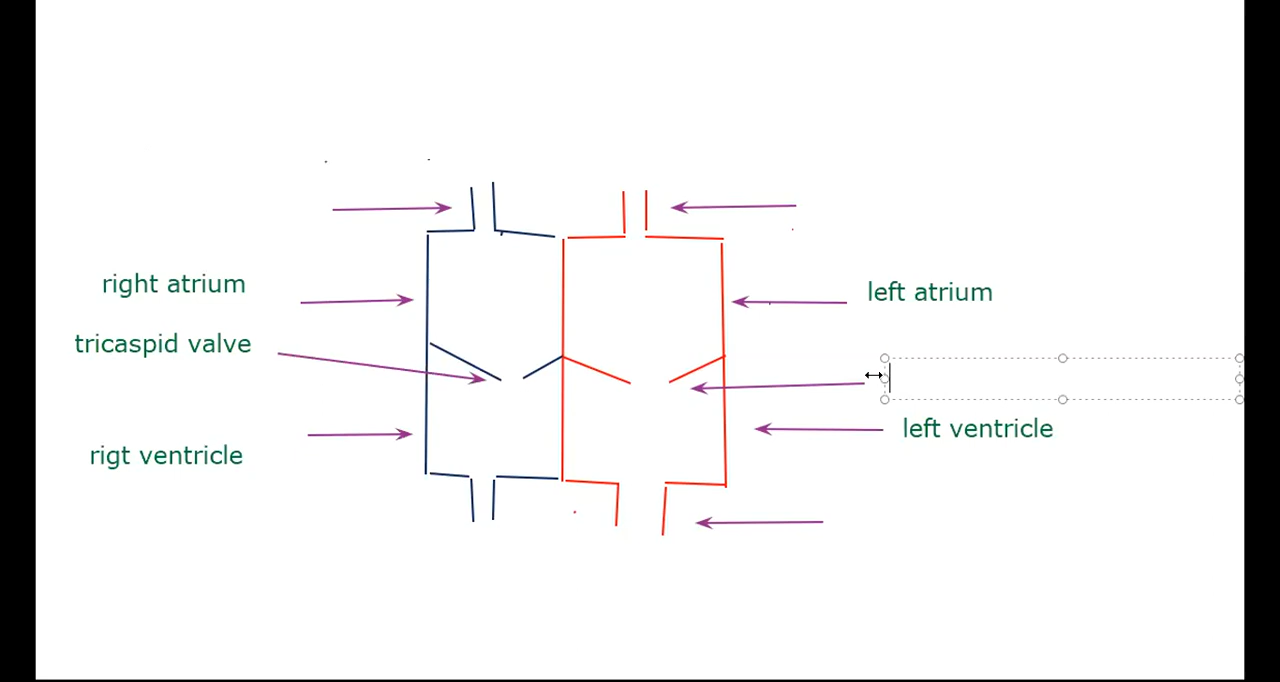 right atrium
left atrium
tricaspid valve
left ventricle
rigt ventricle